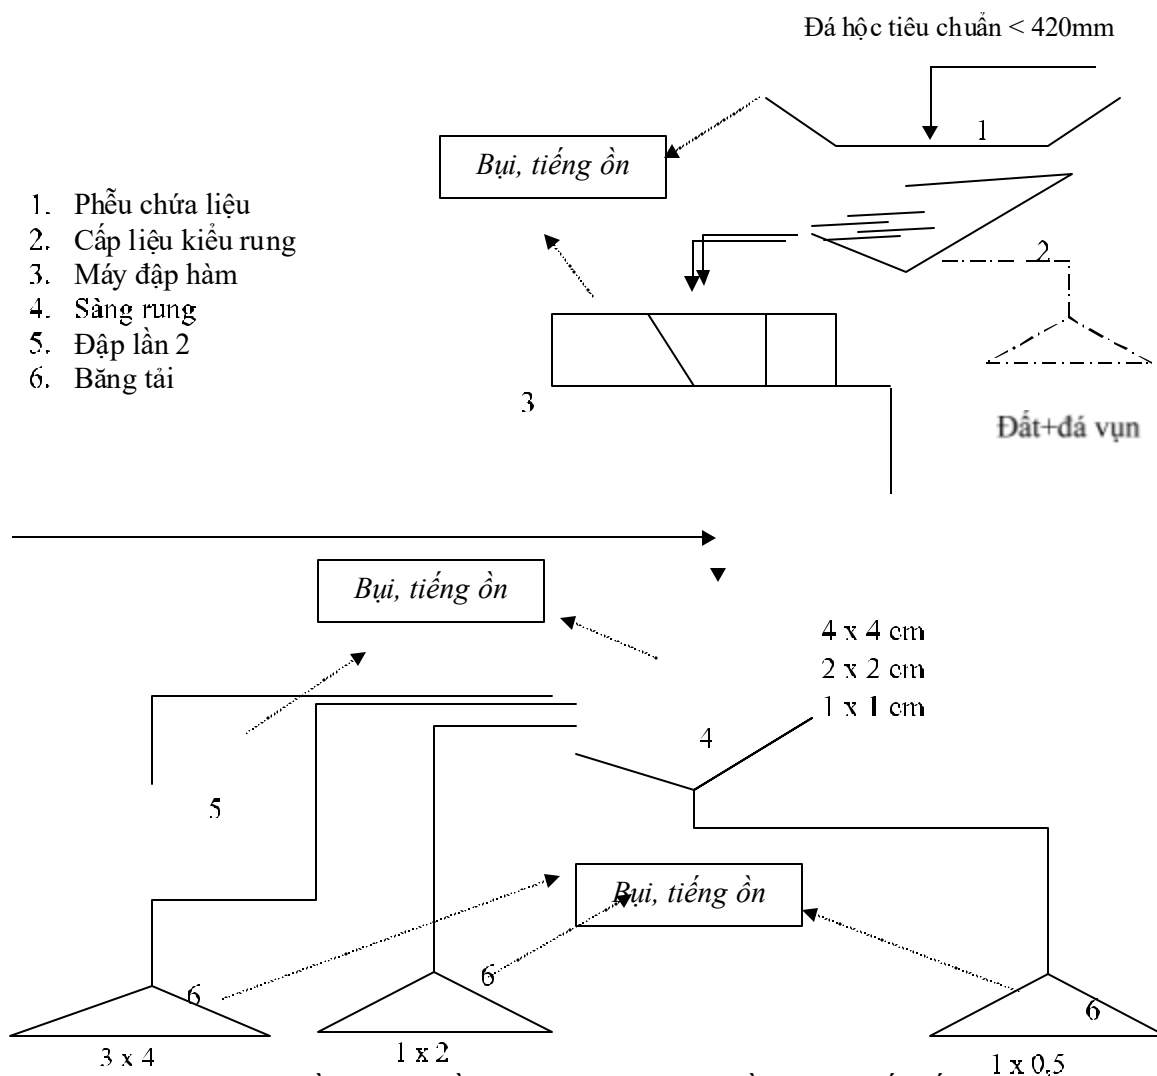 Đá hộc tiêu chuẩn < 420mm
1
Bụi, tiếng ồn
1. Phễu chứa liệu
2. Cấp liệu kiểu rung
3. Máy đập hàm
4. Sàng rung
5. Đập lần 2
6. Băng tải
2
3
Đất+đá vụn
Bụi, tiếng ồn
4 x 4 cm
2 x 2 cm
1 x 1 cm
4
5
Bụi, tiếng ồn
6
6
6
3 x 4
1 x 2
1 x 0,5